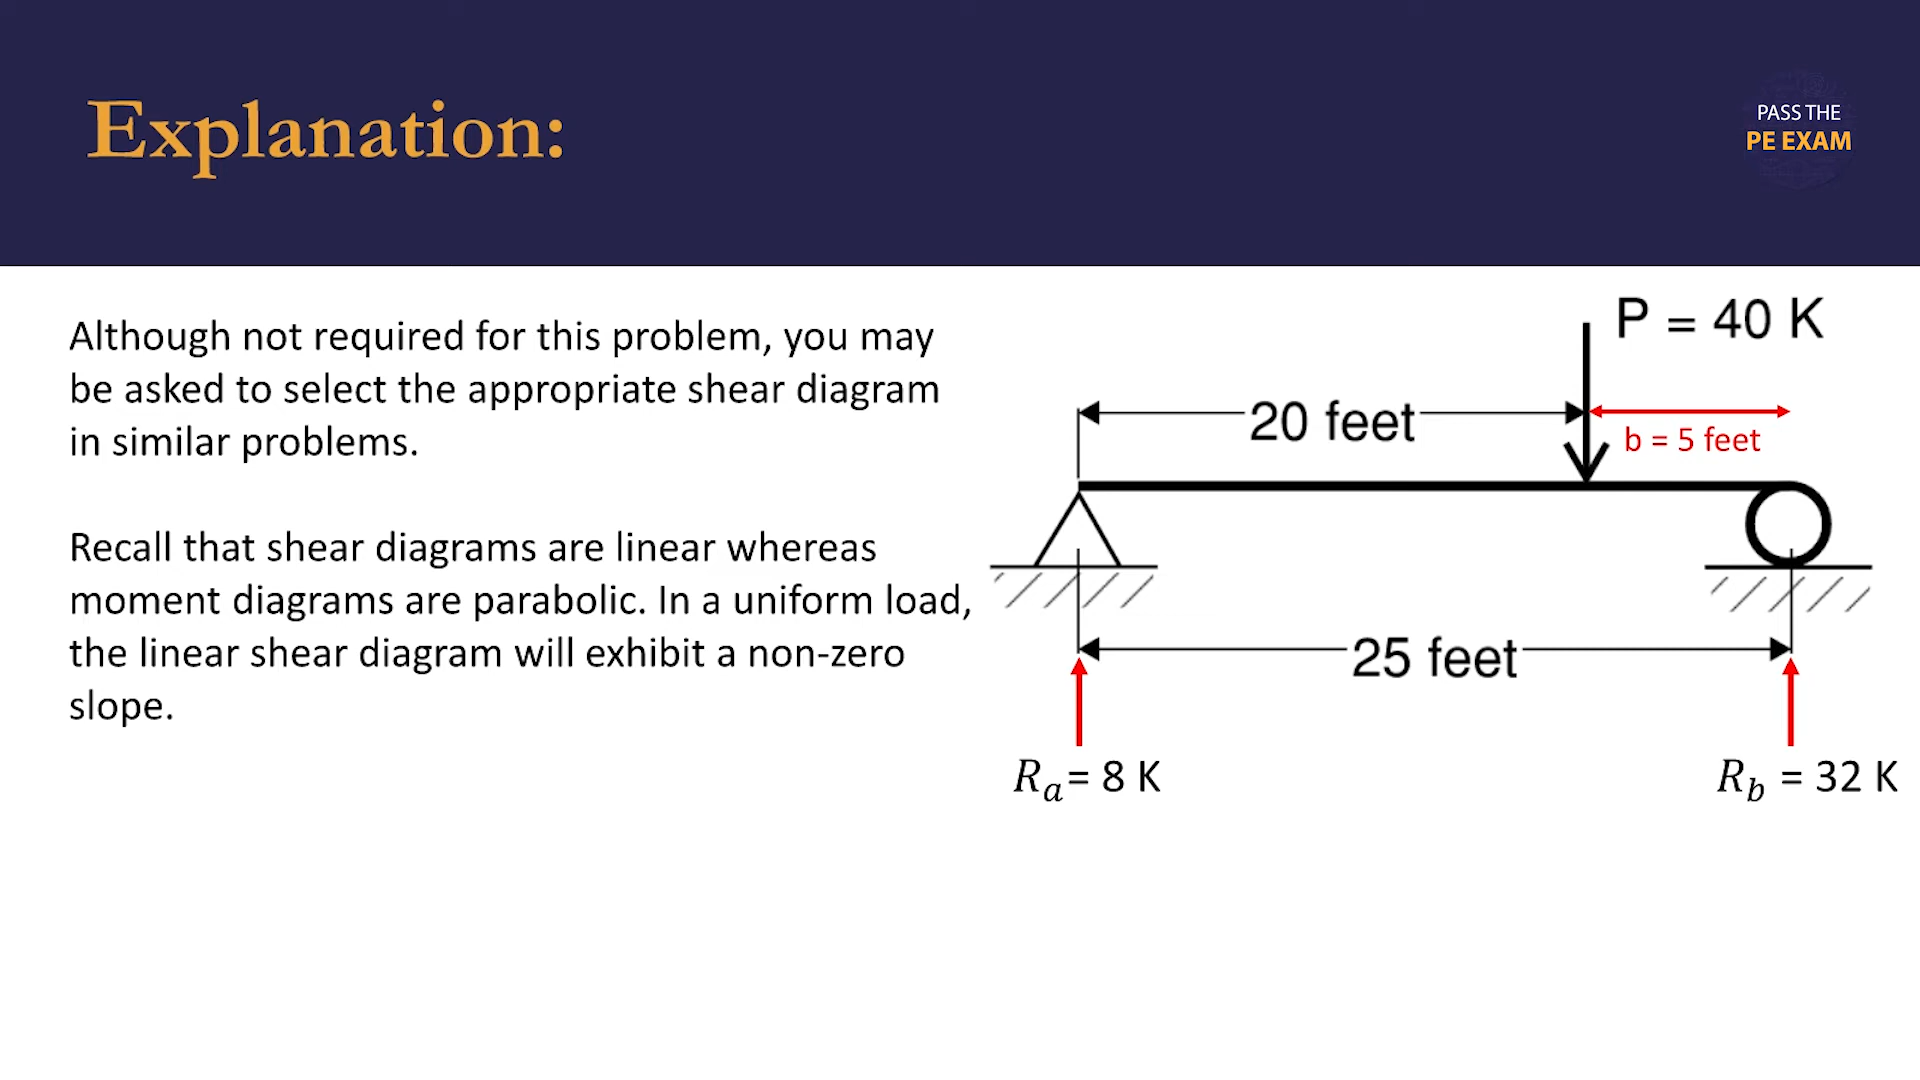 Explanation:
PASS THE
PE EXAM
Although not required for this problem, you may
be asked to select the appropriate shear diagram
in similar problems.
Recall that shear diagrams are linear whereas
moment diagrams are parabolic. In a uniform load,
the linear shear diagram will exhibit a non-zero
slope.
P = 40 K
20 feet
b = 5 feet
25 feet
Rₐ= 8 K
R_b = 32 K